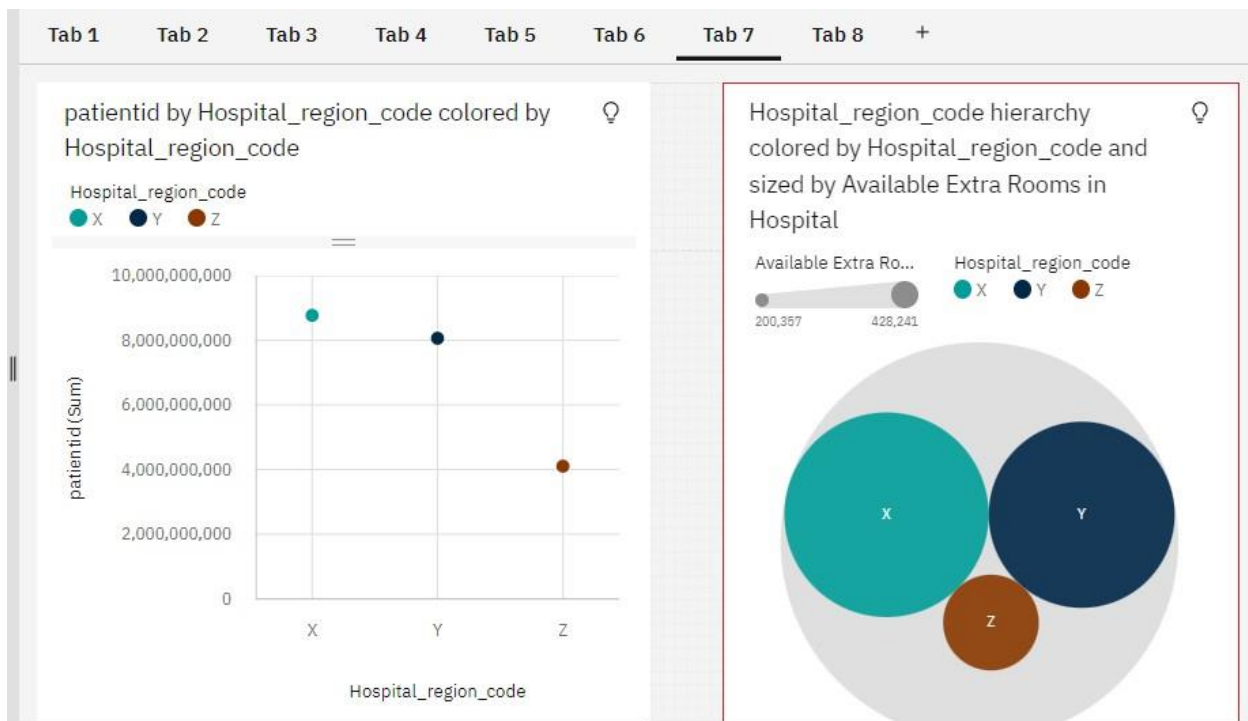 Tab 1 Tab 2 Tab 3 Tab 4 Tab 5 Tab 6 Tab 7 Tab 8 +
patientid by Hospital_region_code colored by
Hospital_region_code
Hospital_region_code
X Y Z
10,000,000,000
8,000,000,000
6,000,000,000
4,000,000,000
2,000,000,000
0
patientid (Sum)
X Y Z
Hospital_region_code
Hospital_region_code hierarchy
colored by Hospital_region_code and
sized by Available Extra Rooms in
Hospital
Available Extra Ro...
200,357 428,241
Hospital_region_code
X Y Z
X
Y
Z